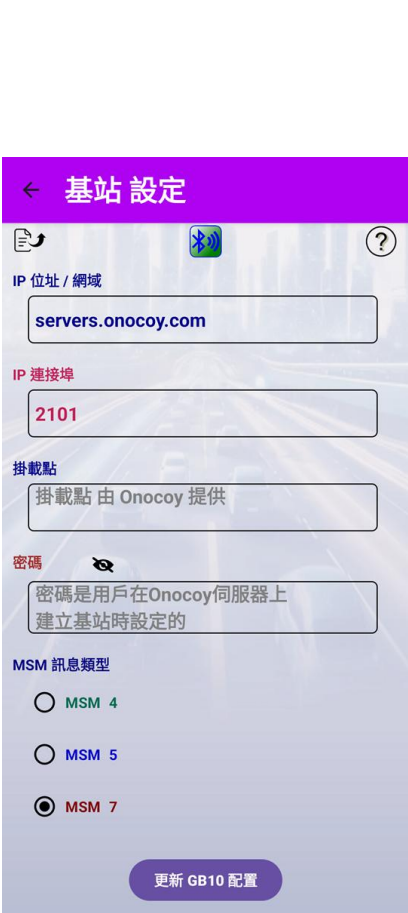 基站 設定
?
IP 位址 / 網域
servers.onocoy.com
IP 連接埠
2101
掛載點
掛載點 由 Onocoy 提供
密碼
密碼是用戶在Onocoy伺服器上
建立基站時設定的
MSM 訊息類型
MSM 4
MSM 5
MSM 7
更新 GB10 配置